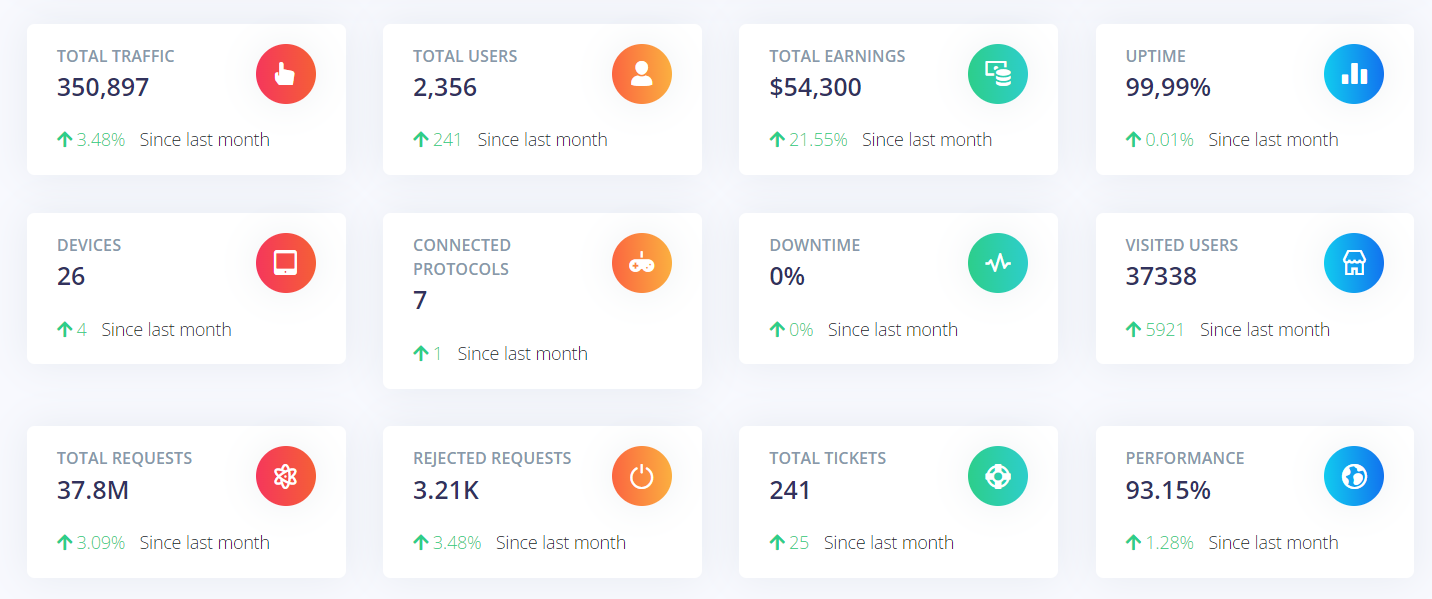 TOTAL TRAFFIC
350,897
3.48% Since last month
TOTAL USERS
2,356
241 Since last month
TOTAL EARNINGS
$54,300
21.55% Since last month
UPTIME
99,99%
0.01% Since last month
DEVICES
26
4 Since last month
CONNECTED
PROTOCOLS
7
1 Since last month
DOWNTIME
0%
0% Since last month
VISITED USERS
37338
5921 Since last month
TOTAL REQUESTS
37.8M
3.09% Since last month
REJECTED REQUESTS
3.21K
3.48% Since last month
TOTAL TICKETS
241
25 Since last month
PERFORMANCE
93.15%
1.28% Since last month